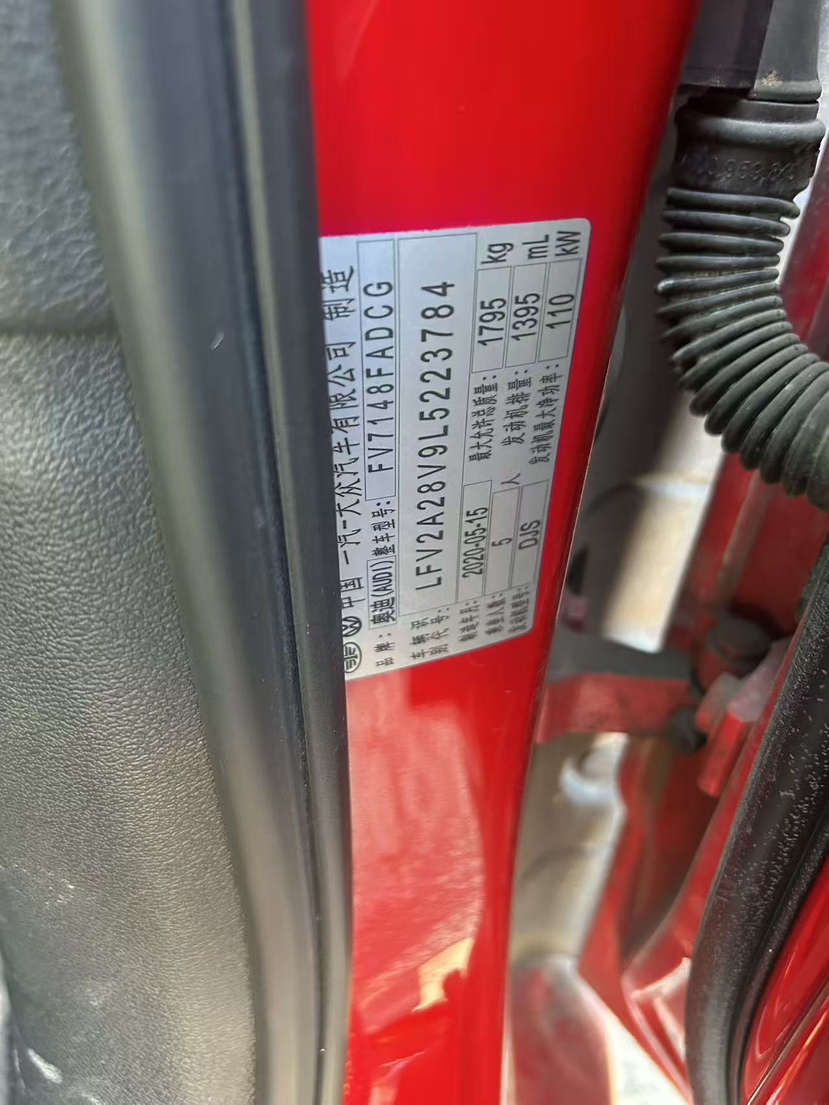 中国 一汽-大众汽车有限公司 制造
品牌: 奥迪(AUDI) 整车型号: FV7148FADCG
车辆识别代号: LFV2A28V9L5223784
制造年月: 2020-05-15 最大允许总质量: 1795 kg
乘坐人数: 5 人 发动机排量: 1395 mL
发动机型号: DJS 发动机最大净功率: 110 kW